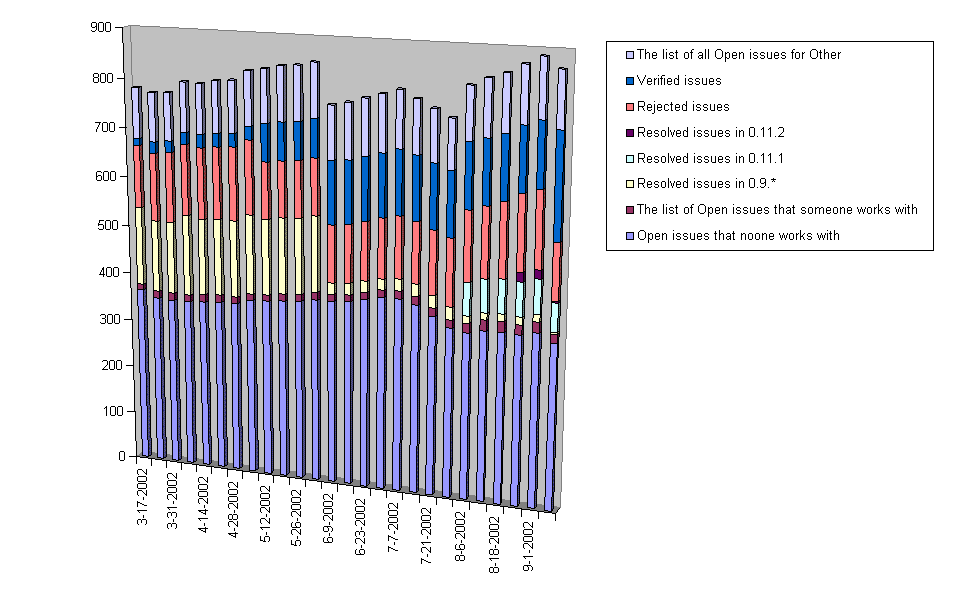 900
800
700
600
500
400
300
200
100
0
3-17-2002
3-31-2002
4-14-2002
4-28-2002
5-12-2002
5-26-2002
6-9-2002
6-23-2002
7-7-2002
7-21-2002
8-6-2002
8-18-2002
9-1-2002
The list of all Open issues for Other
Verified issues
Rejected issues
Resolved issues in 0.11.2
Resolved issues in 0.11.1
Resolved issues in 0.9.*
The list of Open issues that someone works with
Open issues that noone works with